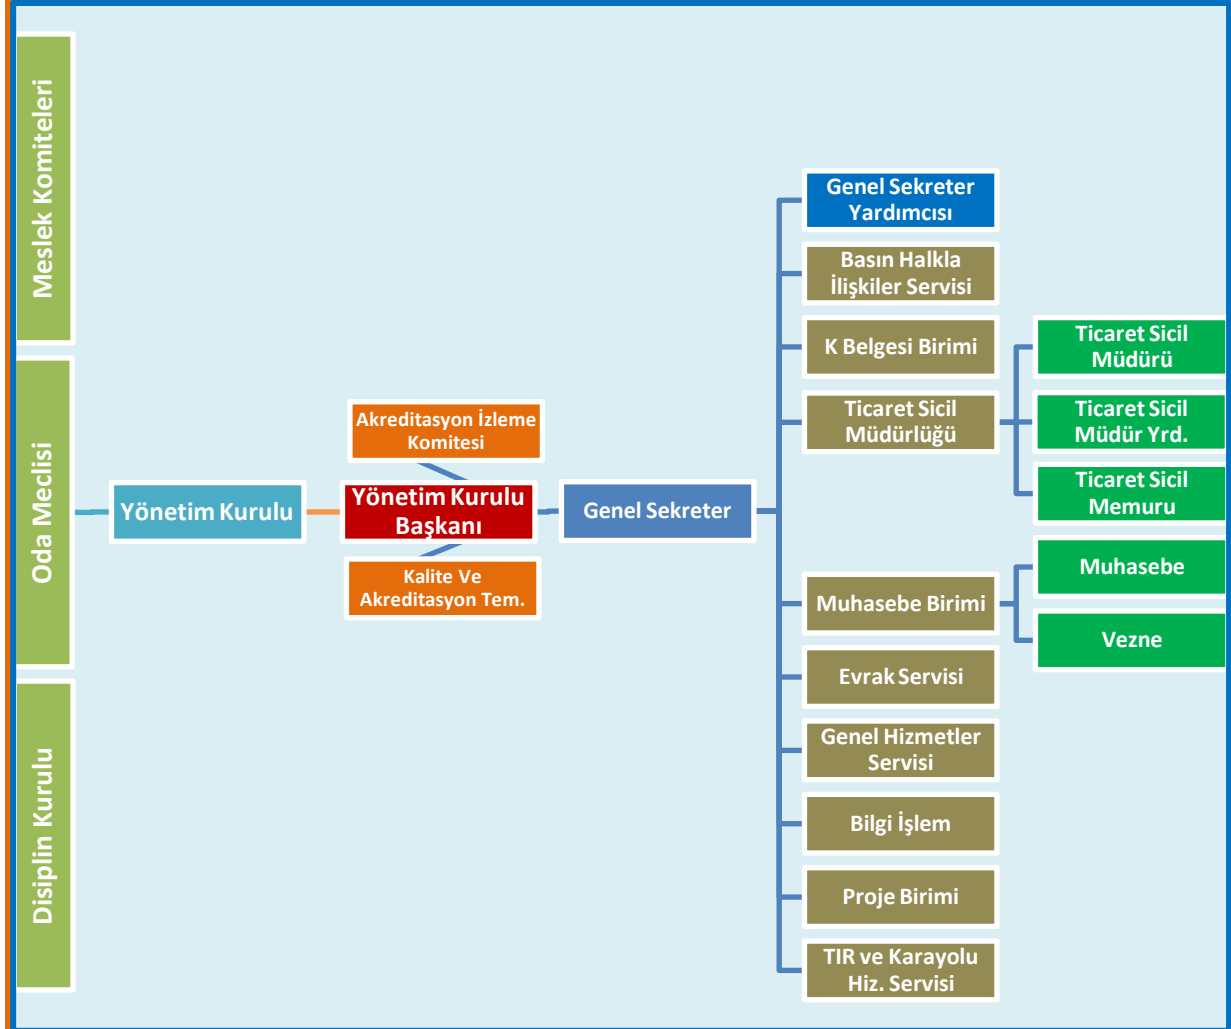 Meslek Komiteleri
Oda Meclisi
Disiplin Kurulu
Yönetim Kurulu
Akreditasyon İzleme
Komitesi
Yönetim Kurulu
Başkanı
Kalite Ve
Akreditasyon Tem.
Genel Sekreter
Genel Sekreter
Yardımcısı
Basın Halkla
İlişkiler Servisi
K Belgesi Birimi
Ticaret Sicil
Müdürlüğü
Ticaret Sicil
Müdürü
Ticaret Sicil
Müdür Yrd.
Ticaret Sicil
Memuru
Muhasebe Birimi
Muhasebe
Vezne
Evrak Servisi
Genel Hizmetler
Servisi
Bilgi İşlem
Proje Birimi
TIR ve Karayolu
Hiz. Servisi